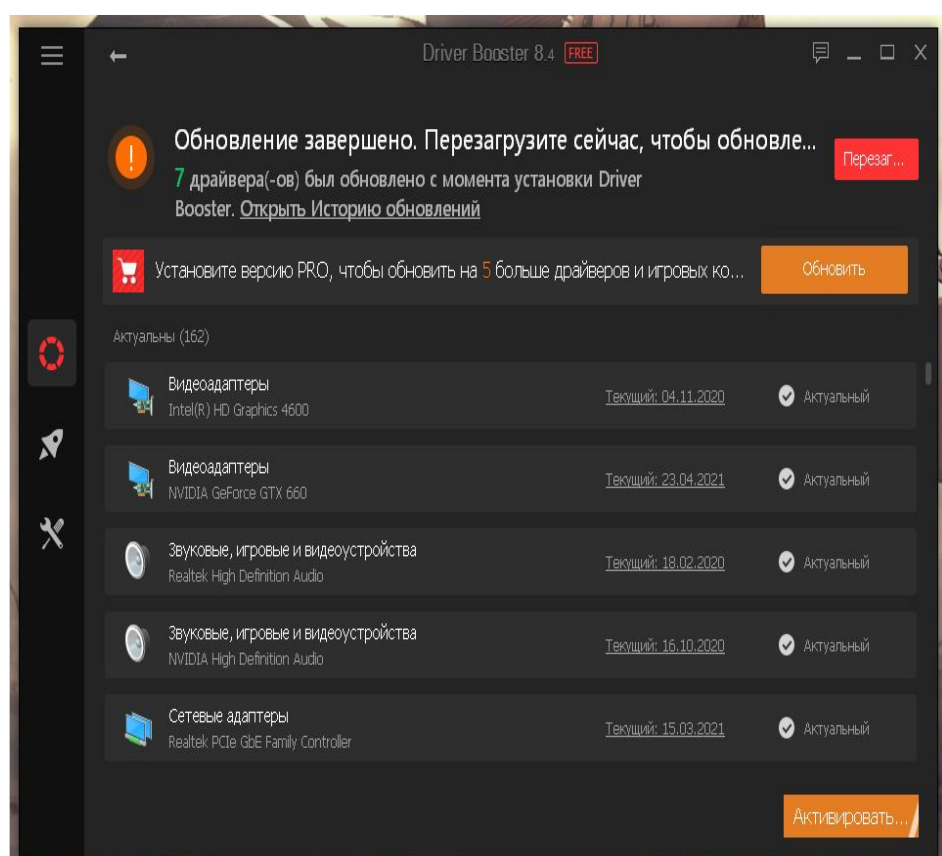 Driver Booster 8.4 FREE
Обновление завершено. Перезагрузите сейчас, чтобы обновле...
Перезаг...
7 драйвера(-ов) был обновлено с момента установки Driver
Booster. Открыть Историю обновлений
Установите версию PRO, чтобы обновить на 5 больше драйверов и игровых ко...
Обновить
Актуальны (162)
Видеоадаптеры
Intel(R) HD Graphics 4600
Текущий: 04.11.2020
Актуальный
Видеоадаптеры
NVIDIA GeForce GTX 660
Текущий: 23.04.2021
Актуальный
Звуковые, игровые и видеоустройства
Realtek High Definition Audio
Текущий: 18.02.2020
Актуальный
Звуковые, игровые и видеоустройства
NVIDIA High Definition Audio
Текущий: 16.10.2020
Актуальный
Сетевые адаптеры
Realtek PCIe GbE Family Controller
Текущий: 15.03.2021
Актуальный
Активировать...